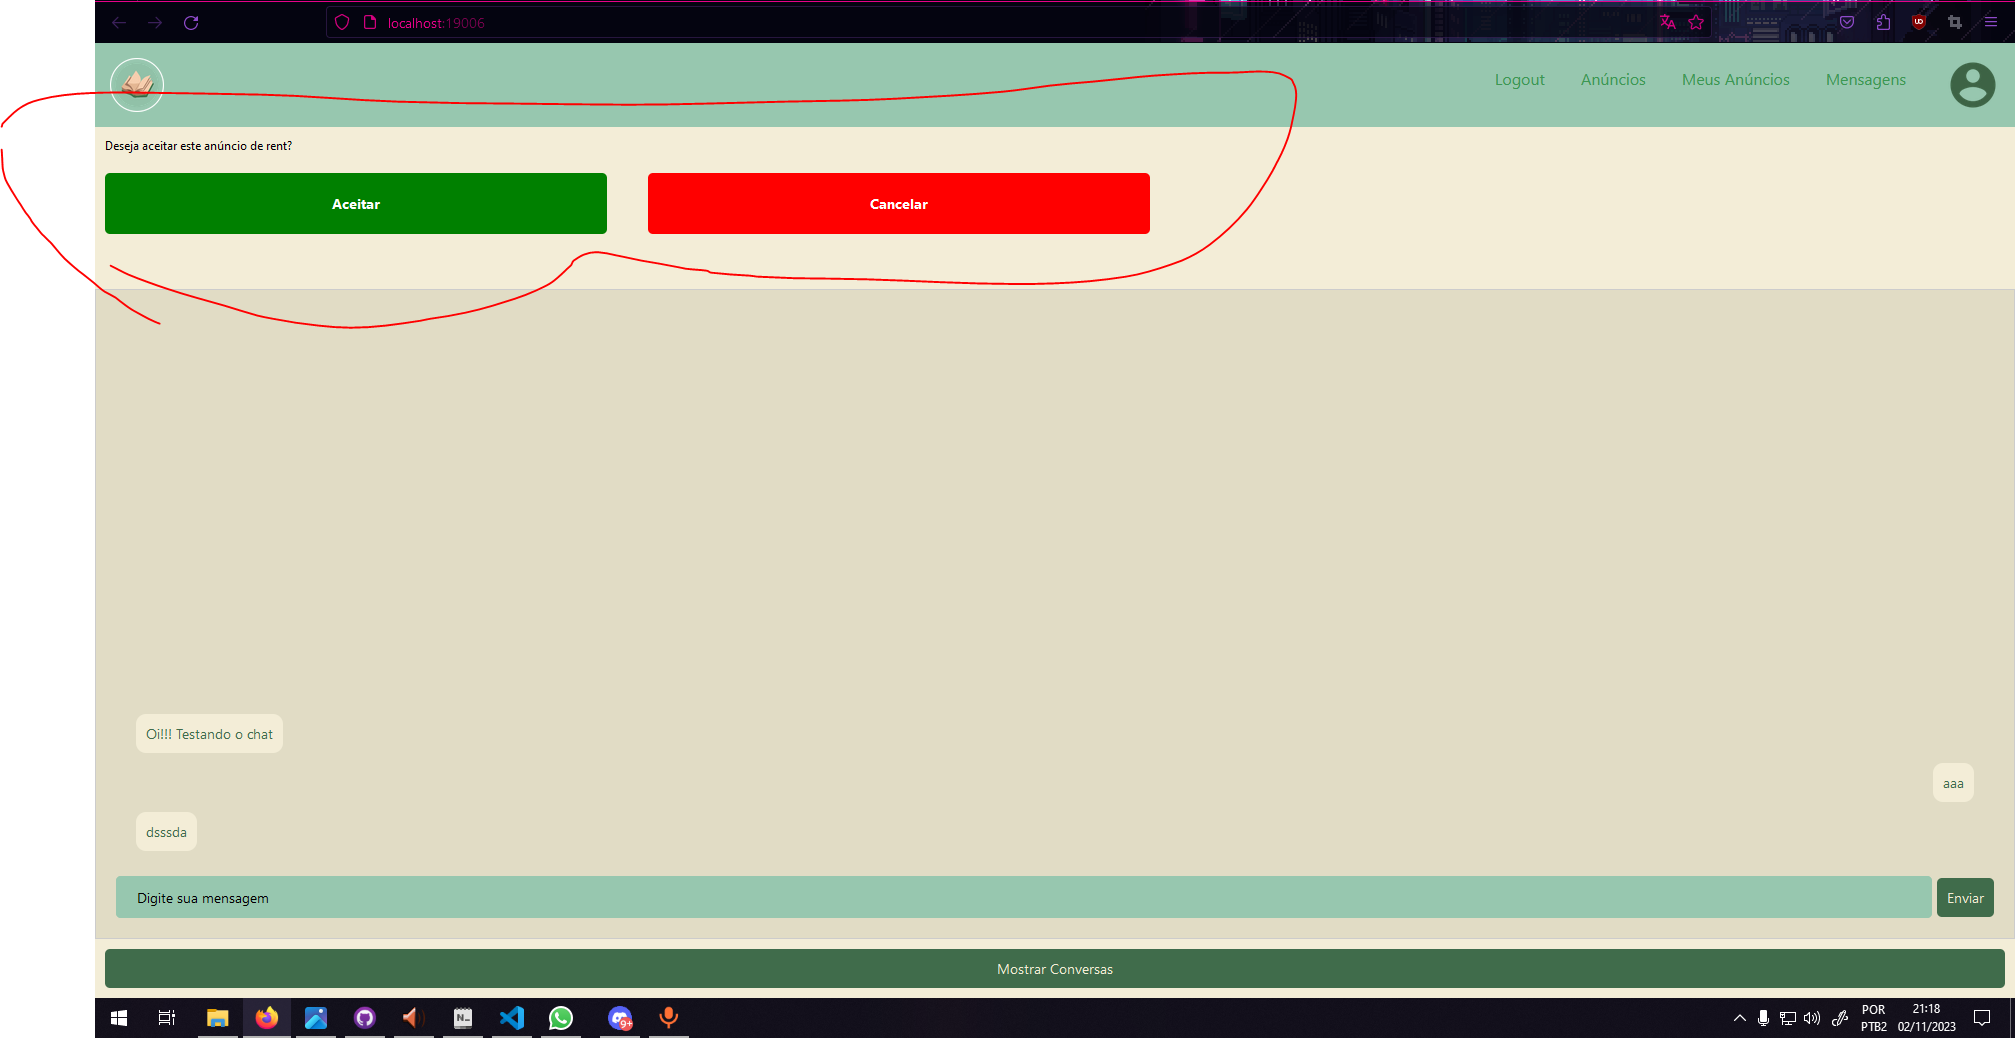 localhost:19006
Logout
Anúncios
Meus Anúncios
Mensagens
Deseja aceitar este anúncio de rent?
Aceitar
Cancelar
Oi!!! Testando o chat
aaa
dsssda
Digite sua mensagem
Enviar
Mostrar Conversas
N
9+
POR
PTB2
21:18
02/11/2023